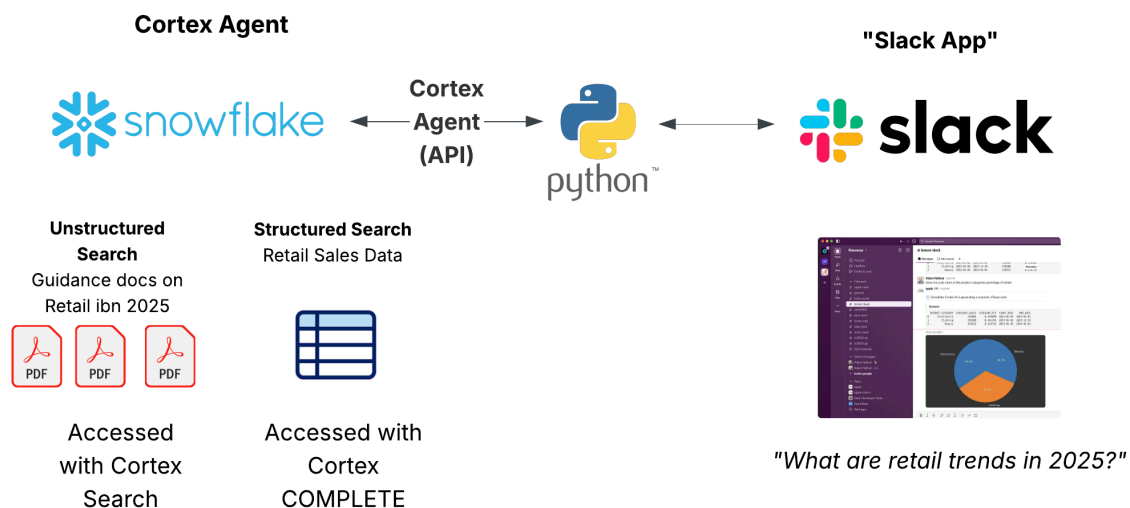 Cortex Agent
"Slack App"
snowflake
Cortex
Agent
(API)
python™
slack
Unstructured
Search
Guidance docs on
Retail ibn 2025
Structured Search
Retail Sales Data
PDF
PDF
PDF
Accessed
with Cortex
Search
Accessed with
Cortex
COMPLETE
"What are retail trends in 2025?"